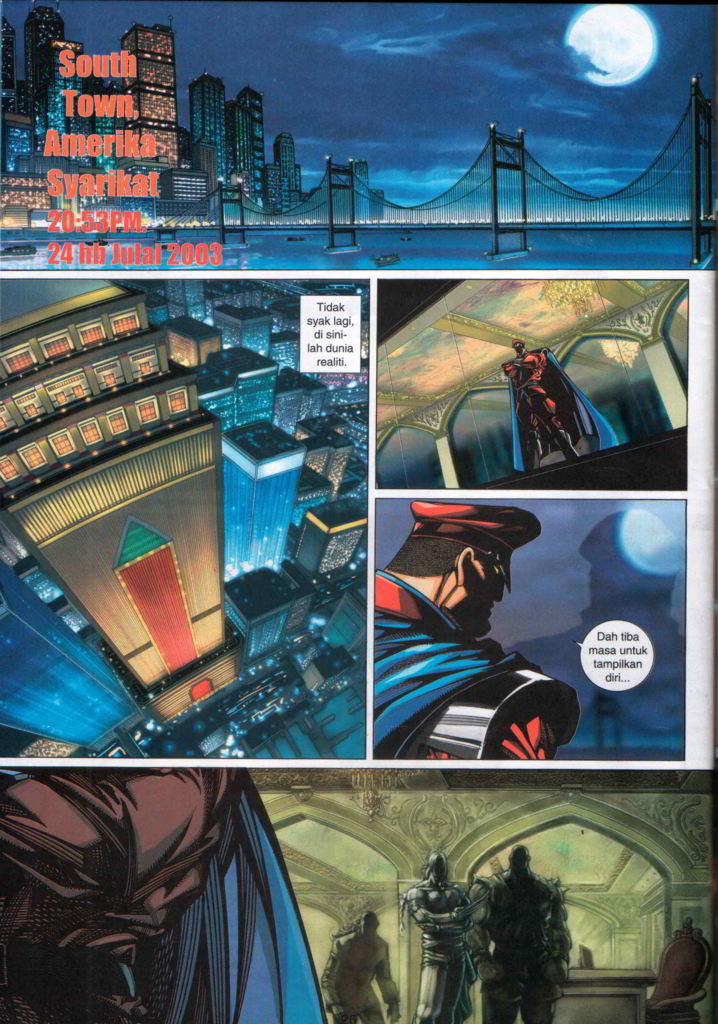 South
Town,
Amerika
Syarikat
20:53PM.
24 hb Julai 2003
Tidak
syak lagi,
di sini-
lah dunia
realiti.
Dah tiba
masa untuk
tampilkan
diri...